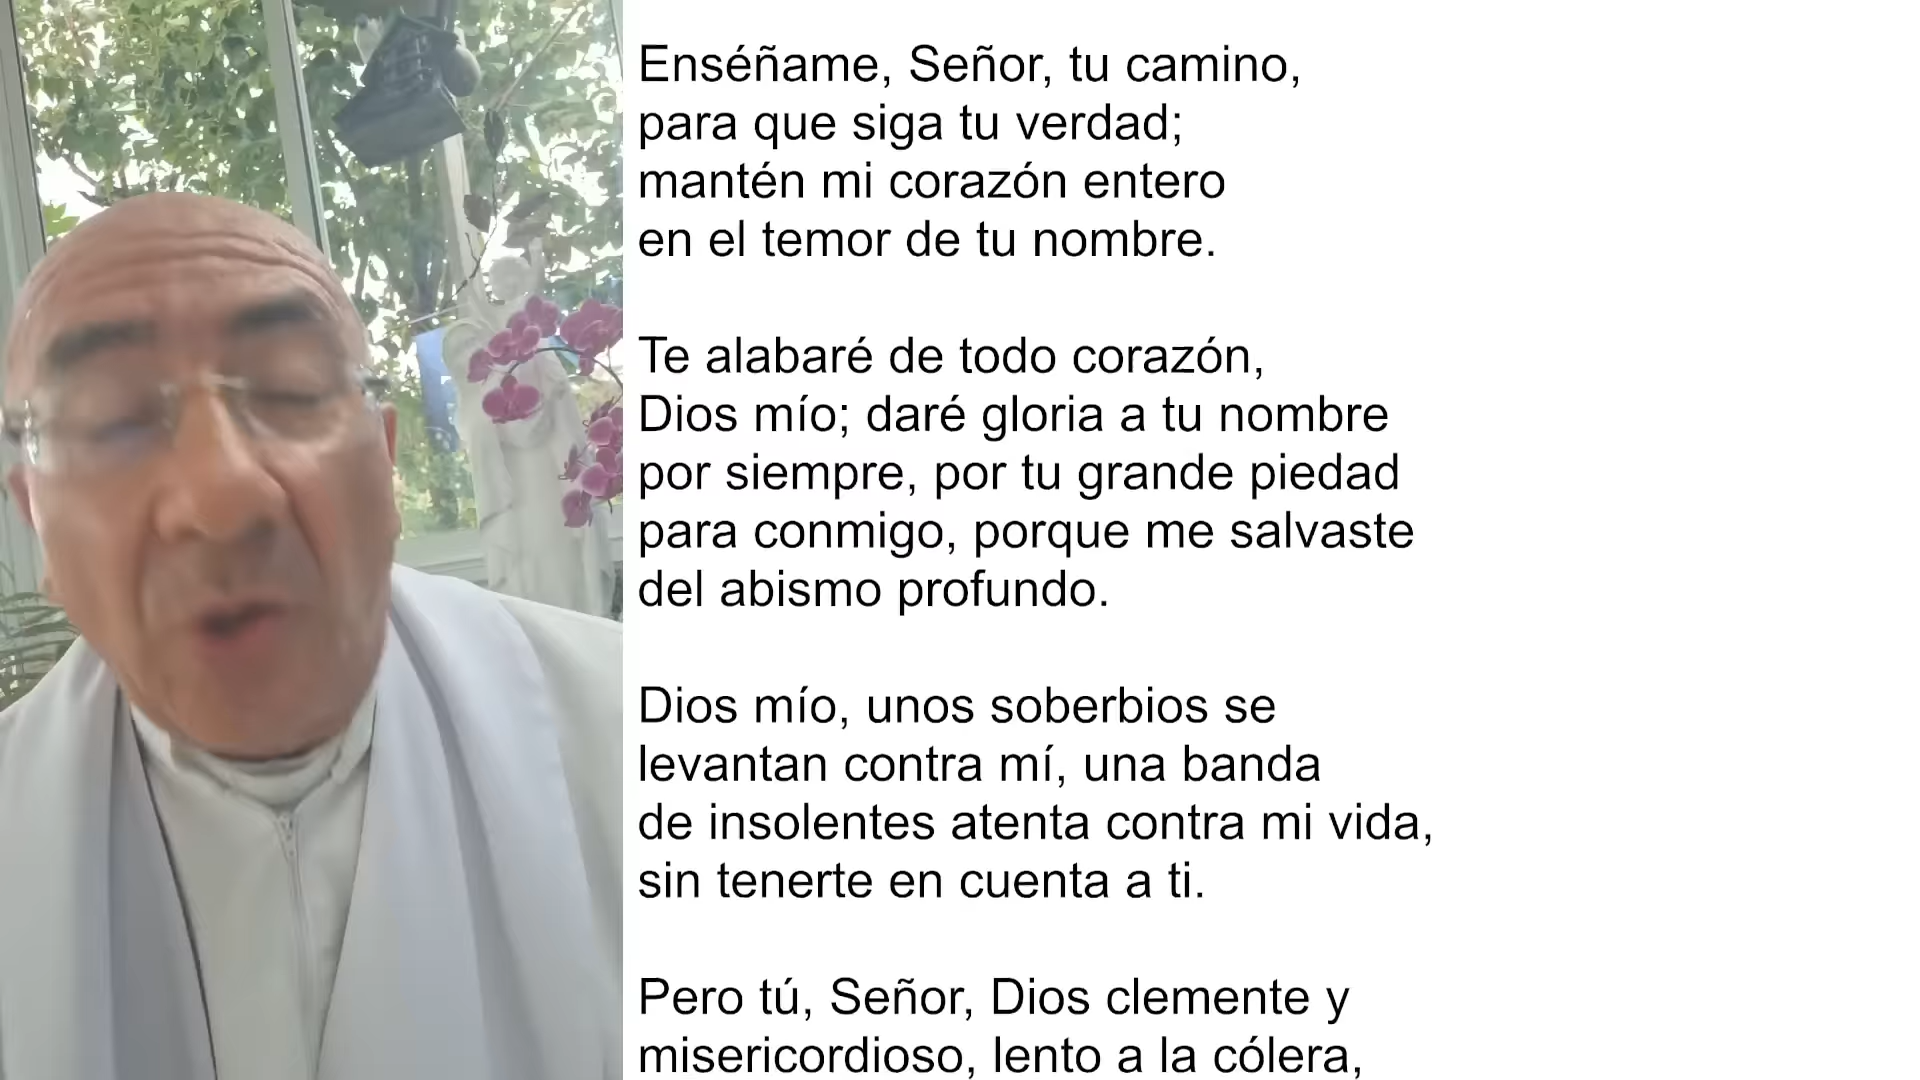 Enséñame, Señor, tu camino,
para que siga tu verdad;
mantén mi corazón entero
en el temor de tu nombre.
Te alabaré de todo corazón,
Dios mío; daré gloria a tu nombre
por siempre, por tu grande piedad
para conmigo, porque me salvaste
del abismo profundo.
Dios mío, unos soberbios se
levantan contra mí, una banda
de insolentes atenta contra mi vida,
sin tenerte en cuenta a ti.
Pero tú, Señor, Dios clemente y
misericordioso, lento a la cólera,